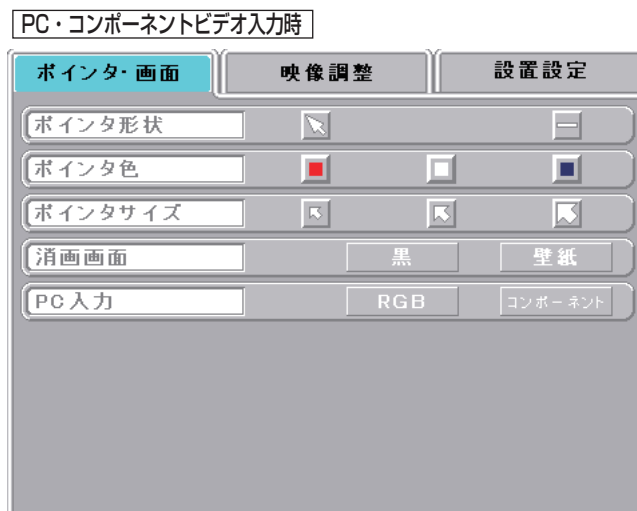 PC・コンポーネントビデオ入力時
ポインタ・画面 映像調整 設置設定
ポインタ形状
ポインタ色
ポインタサイズ
消画画面 黒 壁紙
PC入力 RGB コンポーネント